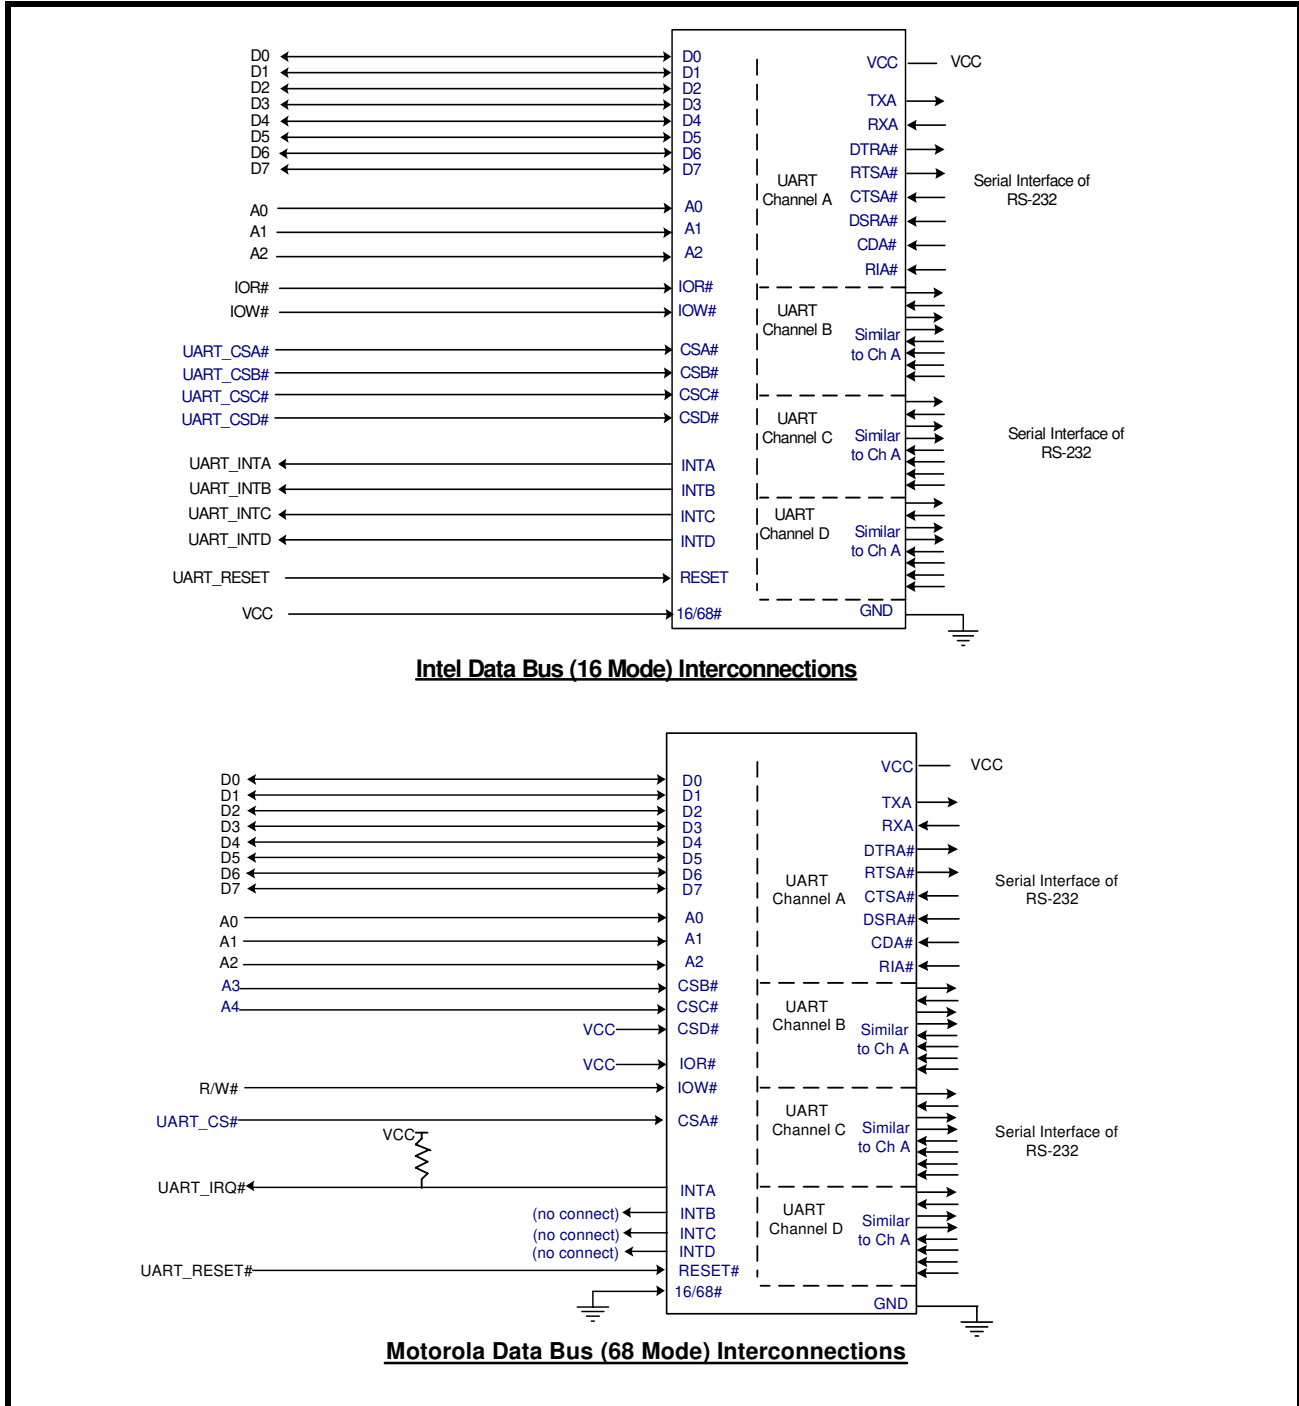 D0 D0 VCC VCC
D1 D1
D2 D2
D3 D3 TXA
D4 D4 RXA
D5 D5
D6 D6 DTRA#
D7 D7 RTSA#
UART
Channel A
Serial Interface of
RS-232
CTSA#
A0 A0 DSRA#
A1 A1
A2 A2 CDA#
RIA#
IOR# IOR#
IOW# IOW#
UART
Channel B
Similar
to Ch A
UART_CSA# CSA#
UART_CSB# CSB#
UART_CSC# CSC#
UART_CSD# CSD#
UART
Channel C
Similar
to Ch A
Serial Interface of
RS-232
UART_INTA INTA
UART_INTB INTB
UART_INTC INTC
UART_INTD INTD
UART
Channel D
Similar
to Ch A
UART_RESET RESET
VCC 16/68# GND
Intel Data Bus (16 Mode) Interconnections
D0 D0 VCC VCC
D1 D1
D2 D2 TXA
D3 D3 RXA
D4 D4
D5 D5 DTRA#
D6 D6 RTSA#
D7 D7
UART
Channel A
Serial Interface of
RS-232
CTSA#
A0 A0 DSRA#
A1 A1 CDA#
A2 A2 RIA#
A3 CSB#
A4 CSC#
VCC CSD#
UART
Channel B
Similar
to Ch A
VCC IOR#
R/W# IOW#
UART_CS# CSA#
VCC
UART
Channel C
Similar
to Ch A
Serial Interface of
RS-232
UART_IRQ# INTA
(no connect) INTB
(no connect) INTC
(no connect) INTD
UART
Channel D
Similar
to Ch A
UART_RESET# RESET#
16/68# GND
Motorola Data Bus (68 Mode) Interconnections